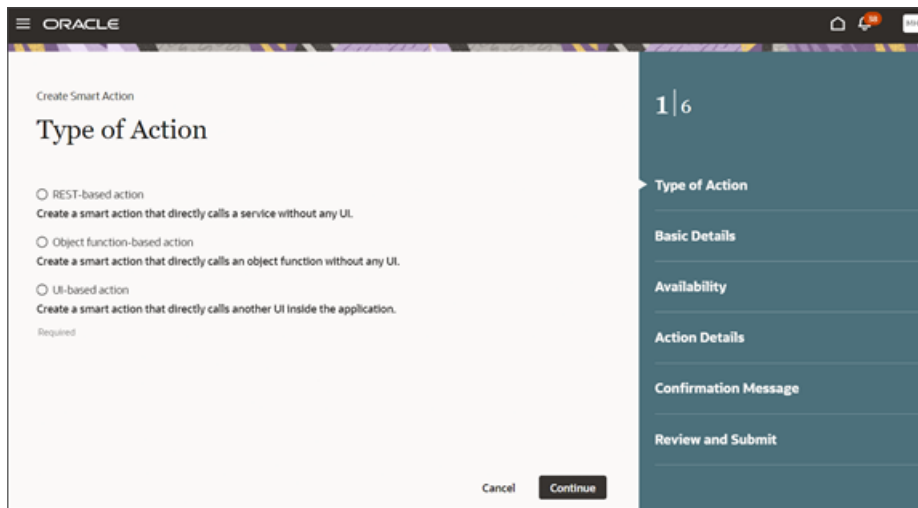 ORACLE
Create Smart Action
Type of Action
REST-based action
Create a smart action that directly calls a service without any UI.
Object function-based action
Create a smart action that directly calls an object function without any UI.
UI-based action
Create a smart action that directly calls another UI inside the application.
Required
Cancel
Continue
1|6
Type of Action
Basic Details
Availability
Action Details
Confirmation Message
Review and Submit